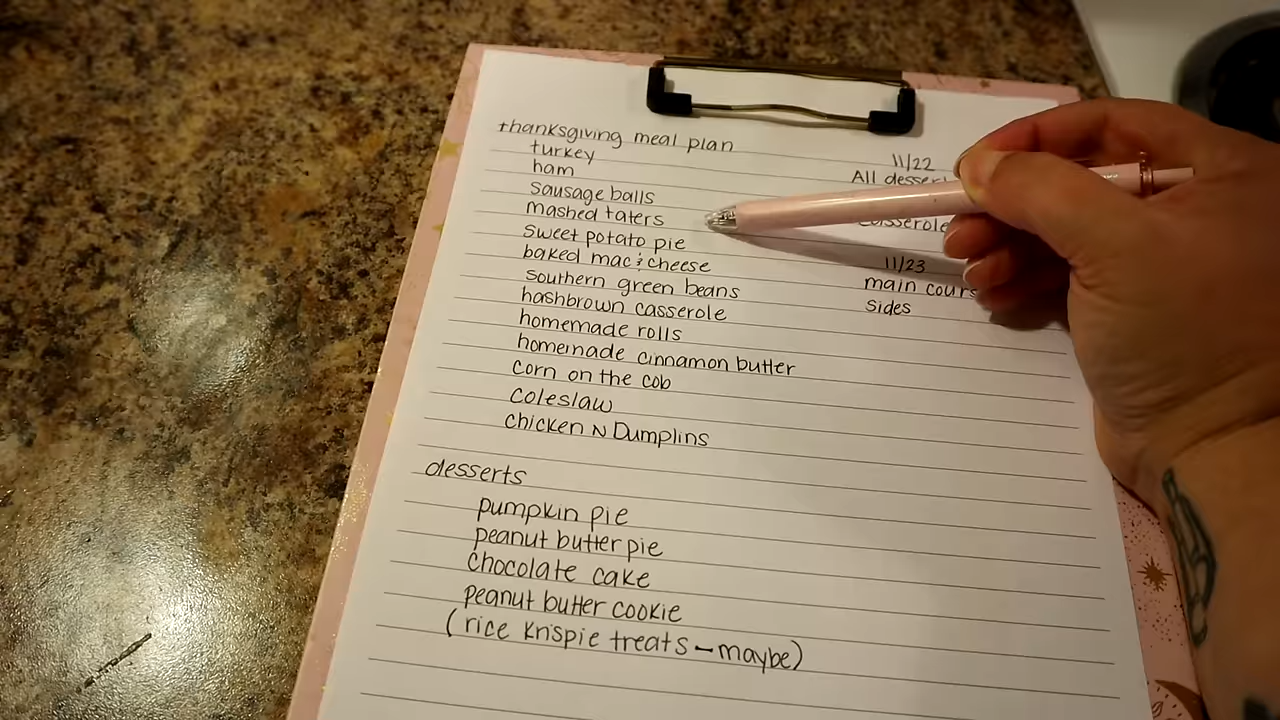 thanksgiving meal plan
turkey
ham
sausage balls
mashed taters
sweet potato pie
baked mac & cheese
southern green beans
hashbrown casserole
homemade rolls
homemade cinnamon butter
corn on the cob
coleslaw
chicken N Dumplins
desserts
pumpkin pie
peanut butter pie
chocolate cake
peanut butter cookie
(rice krispie treats - maybe)
11/22
All
11/23
main
sides